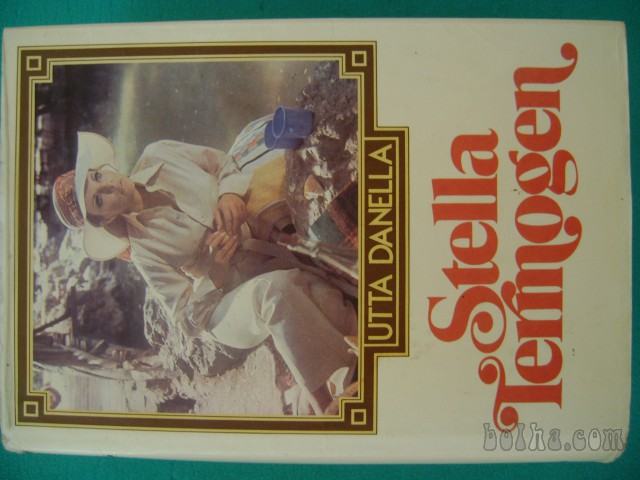 UTTA DANELLA
Stella
Termogen
bolha.com